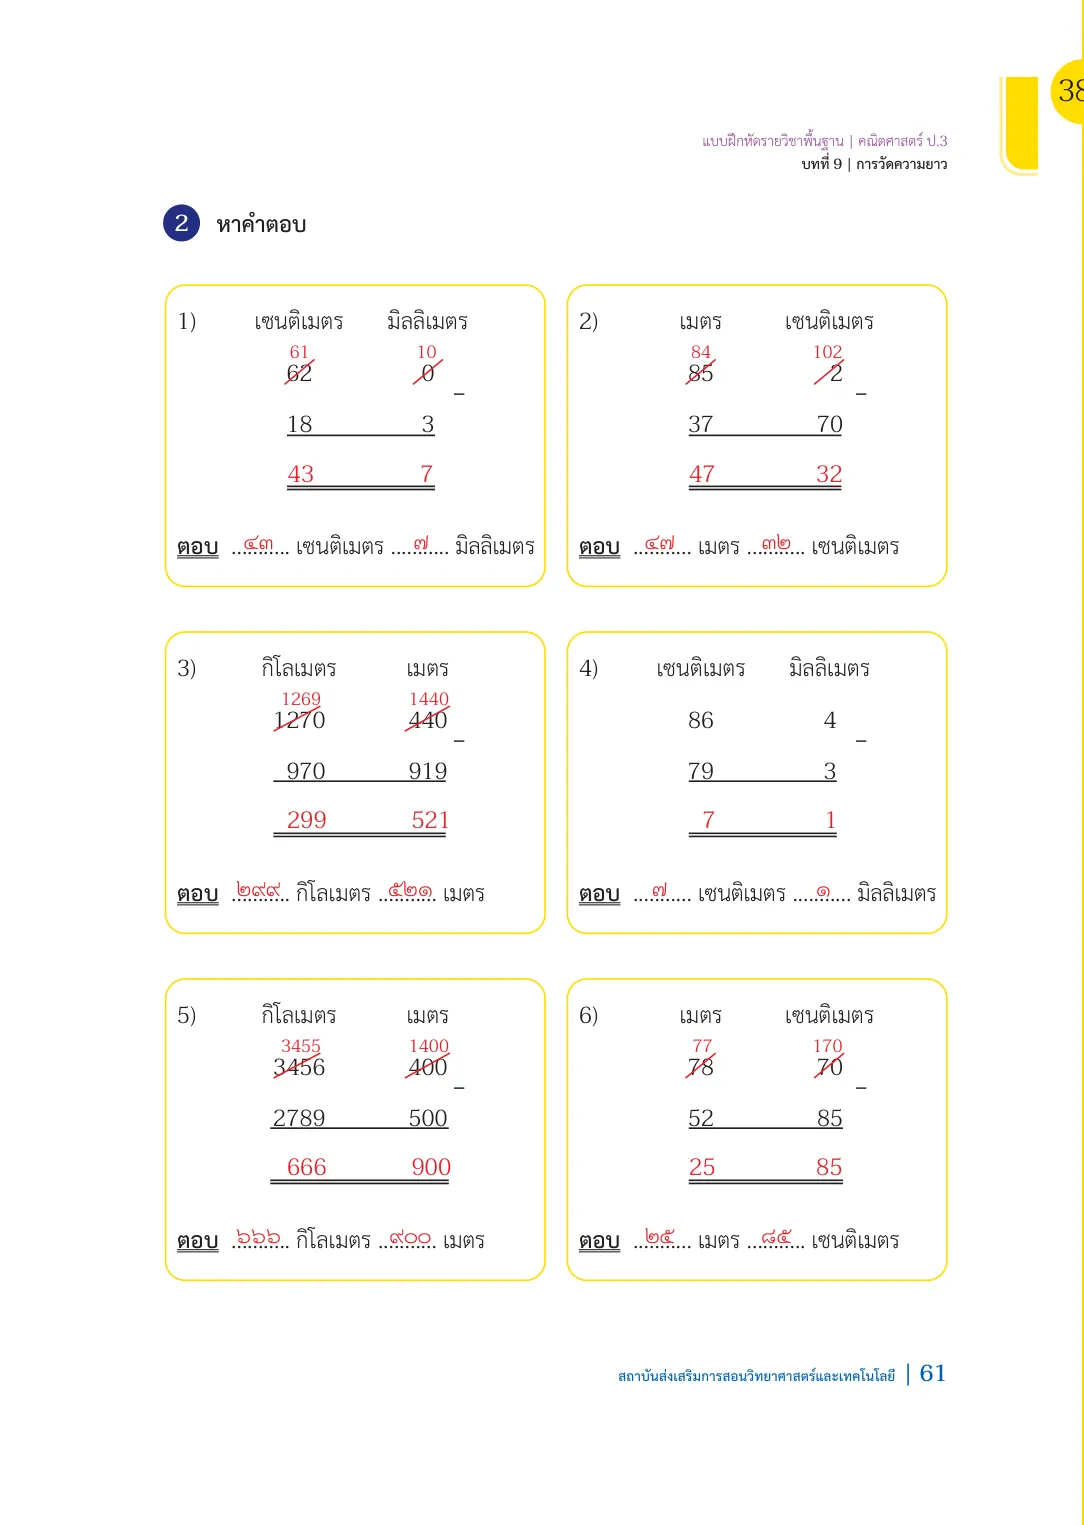 38
แบบฝึกหัดรายวิชาพื้นฐาน | คณิตศาสตร์ ป.3
บทที่ 9 | การวัดความยาว
2 หาคำตอบ
1) เซนติเมตร มิลลิเมตร
61 10
62 0
–
18 3
43 7
ตอบ ...๔๓... เซนติเมตร ...๗... มิลลิเมตร
2) เมตร เซนติเมตร
84 102
85 2
–
37 70
47 32
ตอบ ...๔๗... เมตร ...๓๒... เซนติเมตร
3) กิโลเมตร เมตร
1269 1440
1270 440
–
970 919
299 521
ตอบ ...๒๙๙... กิโลเมตร ...๕๒๑... เมตร
4) เซนติเมตร มิลลิเมตร
86 4
–
79 3
7 1
ตอบ ...๗... เซนติเมตร ...๑... มิลลิเมตร
5) กิโลเมตร เมตร
3455 1400
3456 400
–
2789 500
666 900
ตอบ ...๖๖๖... กิโลเมตร ...๙๐๐... เมตร
6) เมตร เซนติเมตร
77 170
78 70
–
52 85
25 85
ตอบ ...๒๕... เมตร ...๘๕... เซนติเมตร
สถาบันส่งเสริมการสอนวิทยาศาสตร์และเทคโนโลยี | 61